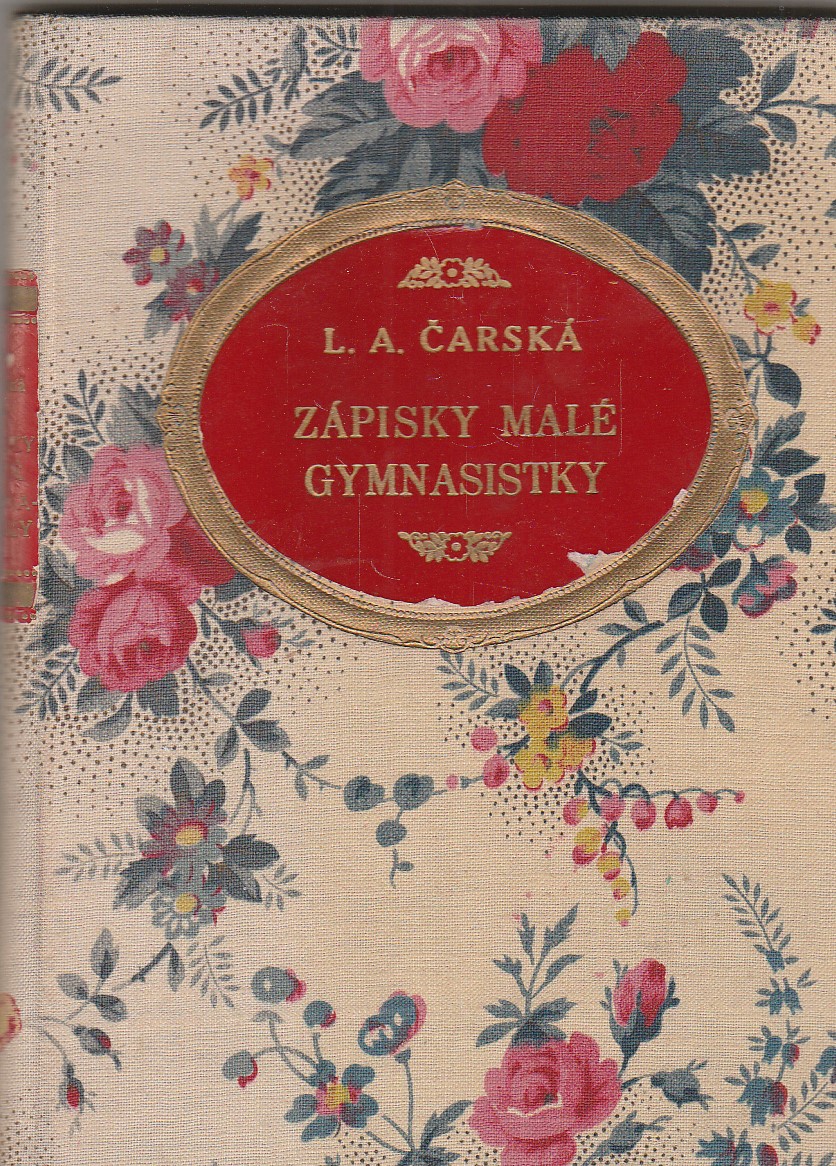 L. A. ČARSKÁ
ZÁPISKY MALÉ
GYMNASISTKY